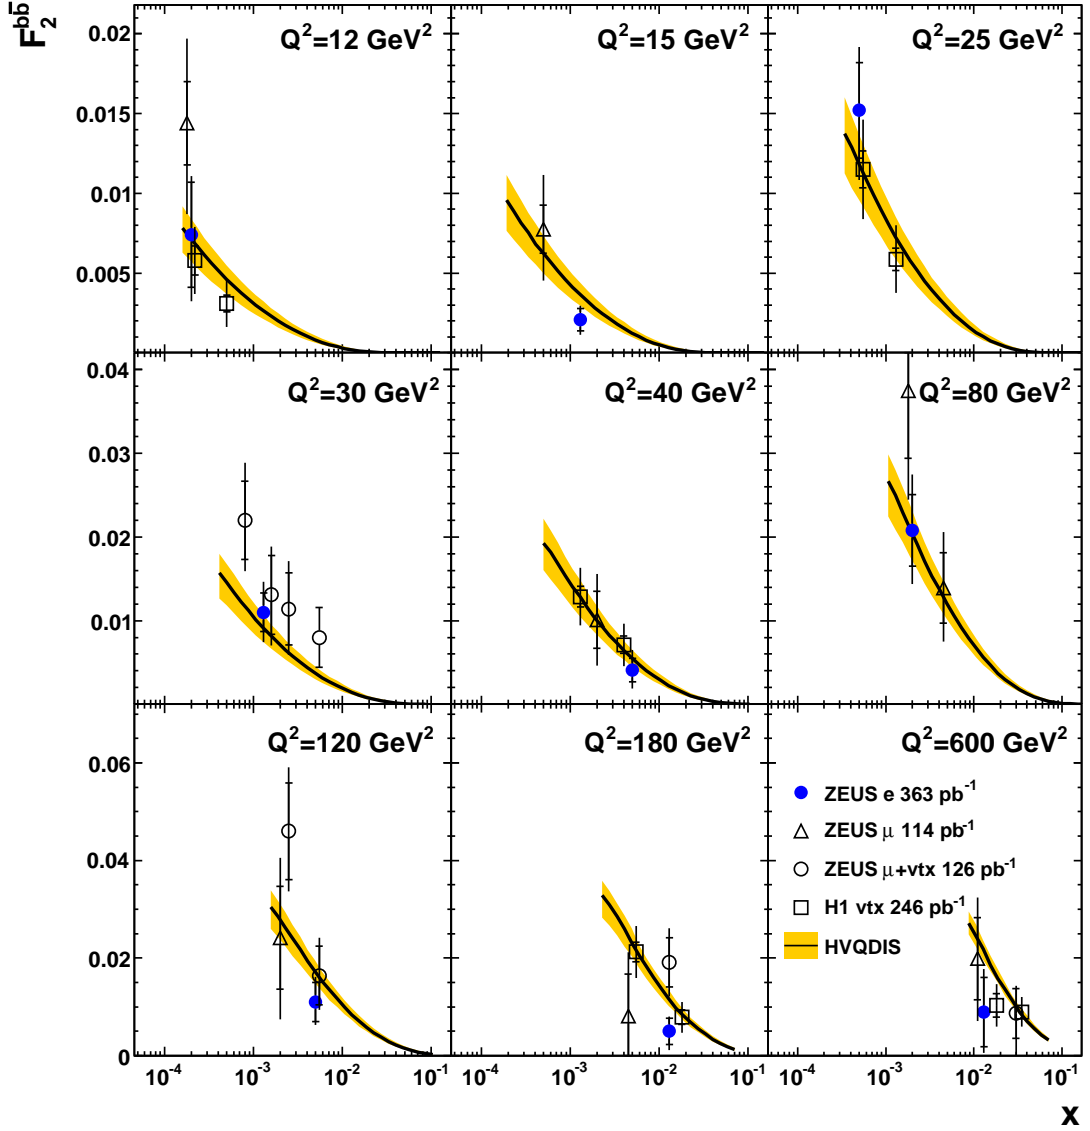 F₂^bb̄
Q²=12 GeV²
Q²=15 GeV²
Q²=25 GeV²
0.02
0.015
0.01
0.005
Q²=30 GeV²
Q²=40 GeV²
Q²=80 GeV²
0.04
0.03
0.02
0.01
Q²=120 GeV²
Q²=180 GeV²
Q²=600 GeV²
0.06
0.04
0.02
0
ZEUS e 363 pb⁻¹
ZEUS μ 114 pb⁻¹
ZEUS μ+vtx 126 pb⁻¹
H1 vtx 246 pb⁻¹
HVQDIS
10⁻⁴ 10⁻³ 10⁻² 10⁻¹ 10⁻⁴ 10⁻³ 10⁻² 10⁻¹ 10⁻⁴ 10⁻³ 10⁻² 10⁻¹
x